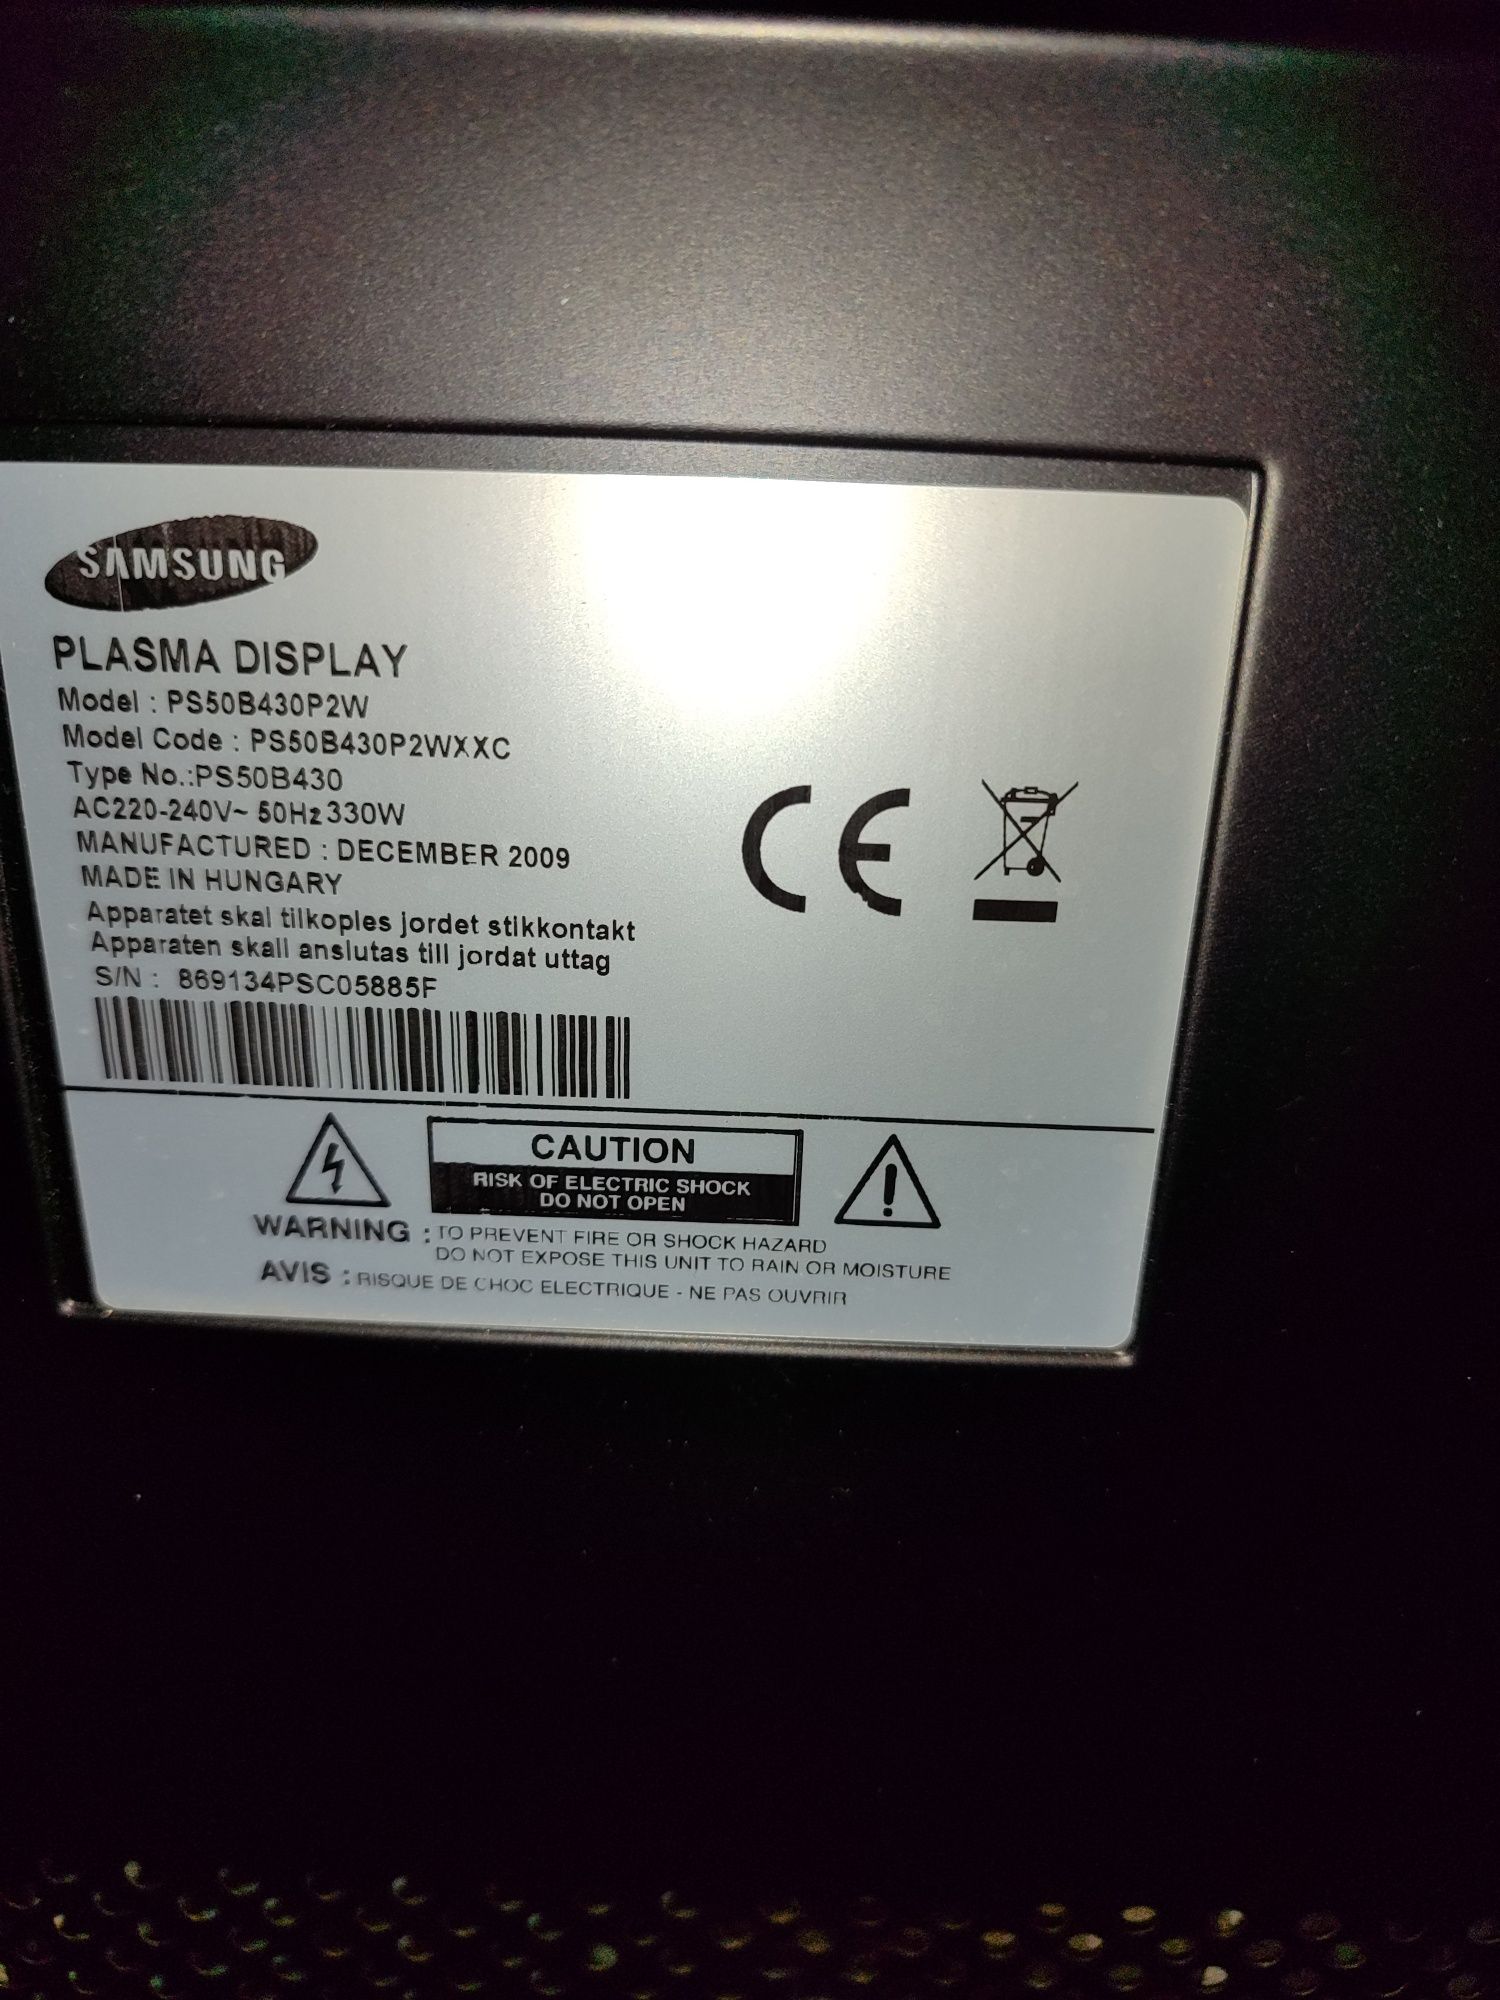 SAMSUNG
PLASMA DISPLAY
Model : PS50B430P2W
Model Code : PS50B430P2WXXC
Type No.:PS50B430
AC220-240V~ 50Hz 330W
MANUFACTURED : DECEMBER 2009
MADE IN HUNGARY
Apparatet skal tilkoples jordet stikkontakt
Apparaten skall anslutas till jordat uttag
S/N : 869134PSC05885F
CE
CAUTION
RISK OF ELECTRIC SHOCK
DO NOT OPEN
WARNING : TO PREVENT FIRE OR SHOCK HAZARD
DO NOT EXPOSE THIS UNIT TO RAIN OR MOISTURE
AVIS : RISQUE DE CHOC ELECTRIQUE - NE PAS OUVRIR